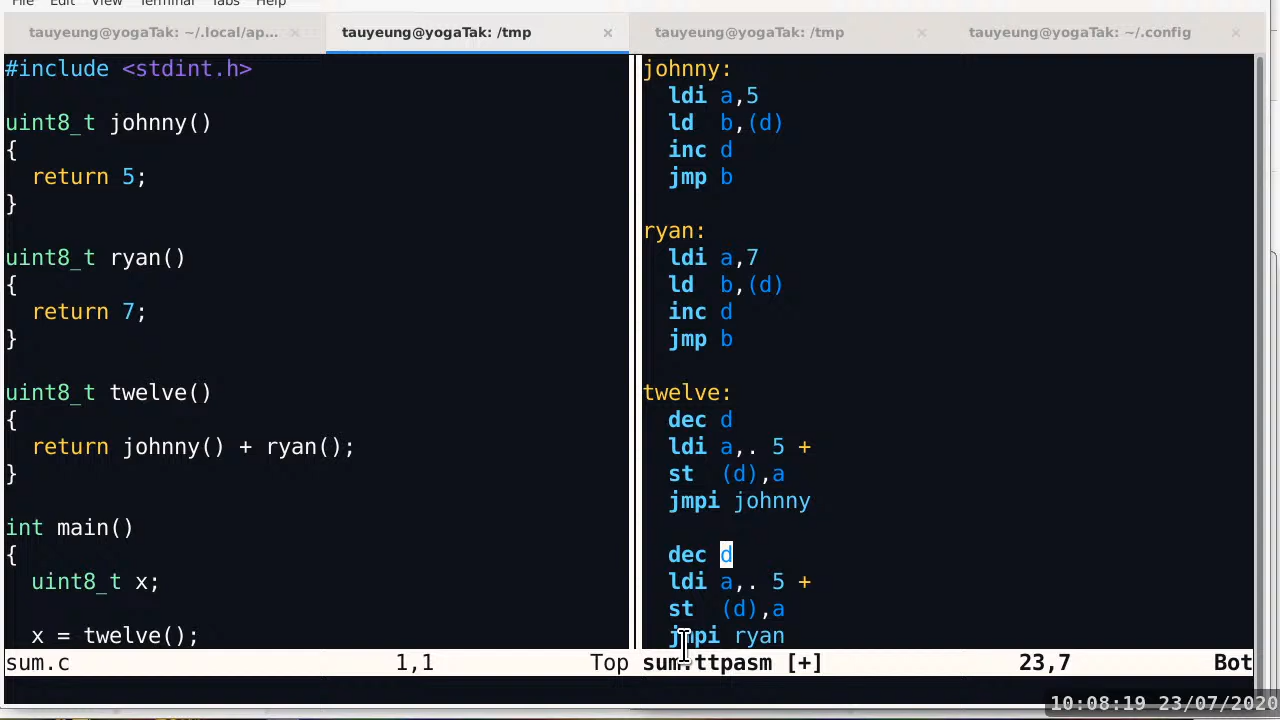 File Edit View Terminal Tabs Help
tauyeung@yogaTak: ~/.local/ap... × tauyeung@yogaTak: /tmp × tauyeung@yogaTak: /tmp × tauyeung@yogaTak: ~/.config ×
#include <stdint.h>

uint8_t johnny()
{
  return 5;
}

uint8_t ryan()
{
  return 7;
}

uint8_t twelve()
{
  return johnny() + ryan();
}

int main()
{
  uint8_t x;

  x = twelve();
sum.c 1,1 Top
johnny:
  ldi a,5
  ld  b,(d)
  inc d
  jmp b

ryan:
  ldi a,7
  ld  b,(d)
  inc d
  jmp b

twelve:
  dec d
  ldi a,. 5 +
  st  (d),a
  jmpi johnny

  dec d
  ldi a,. 5 +
  st  (d),a
  jmpi ryan
sum.ttpasm [+] 23,7 Bot
10:08:19 23/07/2020